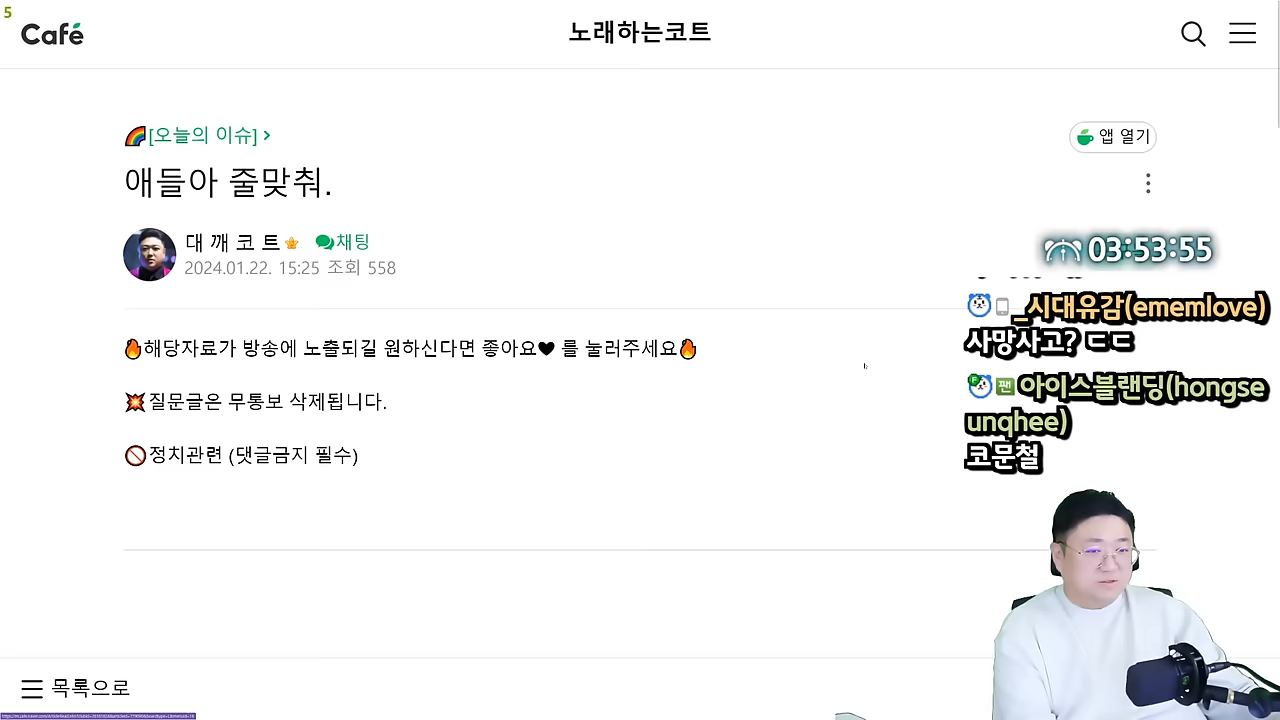 5
Café
노래하는코트
🌈[오늘의 이슈] >
앱 열기
애들아 줄맞춰.
대 깨 코 트 채팅
2024.01.22. 15:25 조회 558
03:53:55
_시대유감(ememlove)
사망사고? ㄷㄷ
🔥해당자료가 방송에 노출되길 원하신다면 좋아요🖤 를 눌러주세요🔥
F 팬 아이스블랜딩(hongse
unqhee)
코문철
💥질문글은 무통보 삭제됩니다.
🚫정치관련 (댓글금지 필수)
목록으로